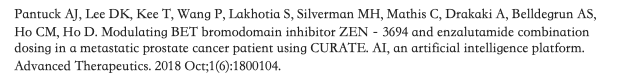 Pantuck AJ, Lee DK, Kee T, Wang P, Lakhotia S, Silverman MH, Mathis C, Drakaki A, Belldegrun AS,
Ho CM, Ho D. Modulating BET bromodomain inhibitor ZEN - 3694 and enzalutamide combination
dosing in a metastatic prostate cancer patient using CURATE. AI, an artificial intelligence platform.
Advanced Therapeutics. 2018 Oct;1(6):1800104.